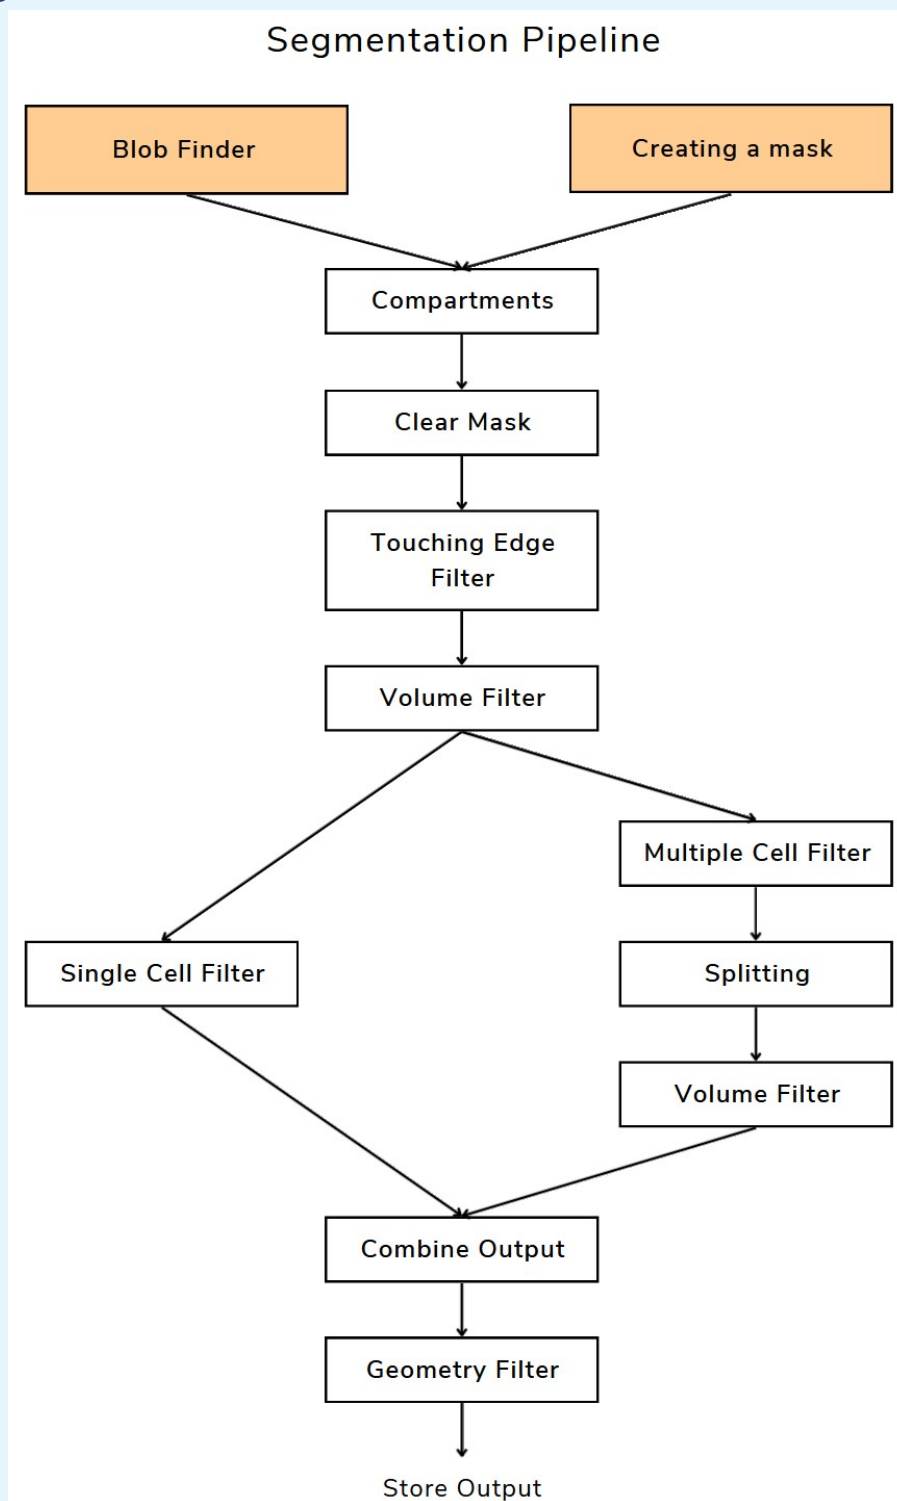 Segmentation Pipeline
Blob Finder
Creating a mask
Compartments
Clear Mask
Touching Edge
Filter
Volume Filter
Multiple Cell Filter
Single Cell Filter
Splitting
Volume Filter
Combine Output
Geometry Filter
Store Output